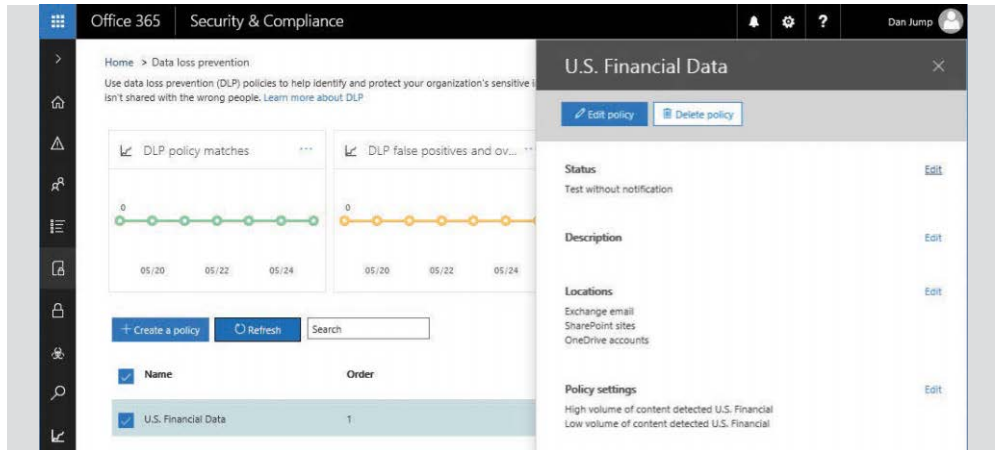 Office 365 Security & Compliance ? Dan Jump
Home > Data loss prevention
Use data loss prevention (DLP) policies to help identify and protect your organization's sensitive i
isn't shared with the wrong people. Learn more about DLP
DLP policy matches ...
0
05/20 05/22 05/24
DLP false positives and ov... ..
0
05/20 05/22 05/24
+ Create a policy Refresh Search
Name Order
U.S. Financial Data 1
U.S. Financial Data
Edit policy Delete policy
Status Edit
Test without notification
Description Edit
Locations Edit
Exchange email
SharePoint sites
OneDrive accounts
Policy settings Edit
High volume of content detected U.S. Financial
Low volume of content detected U.S. Financial